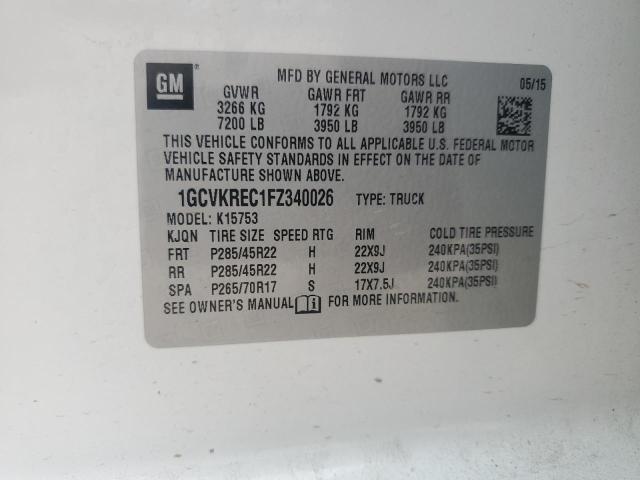 GM ® MFD BY GENERAL MOTORS LLC 05/15
GVWR GAWR FRT GAWR RR
3266 KG 1792 KG 1792 KG
7200 LB 3950 LB 3950 LB
THIS VEHICLE CONFORMS TO ALL APPLICABLE U.S. FEDERAL MOTOR
VEHICLE SAFETY STANDARDS IN EFFECT ON THE DATE OF
MANUFACTURE SHOWN ABOVE.
1GCVKREC1FZ340026 TYPE: TRUCK
MODEL: K15753
KJQN TIRE SIZE SPEED RTG RIM COLD TIRE PRESSURE
FRT P285/45R22 H 22X9J 240KPA(35PSI)
RR P285/45R22 H 22X9J 240KPA(35PSI)
SPA P265/70R17 S 17X7.5J 240KPA(35PSI)
SEE OWNER'S MANUAL i FOR MORE INFORMATION.